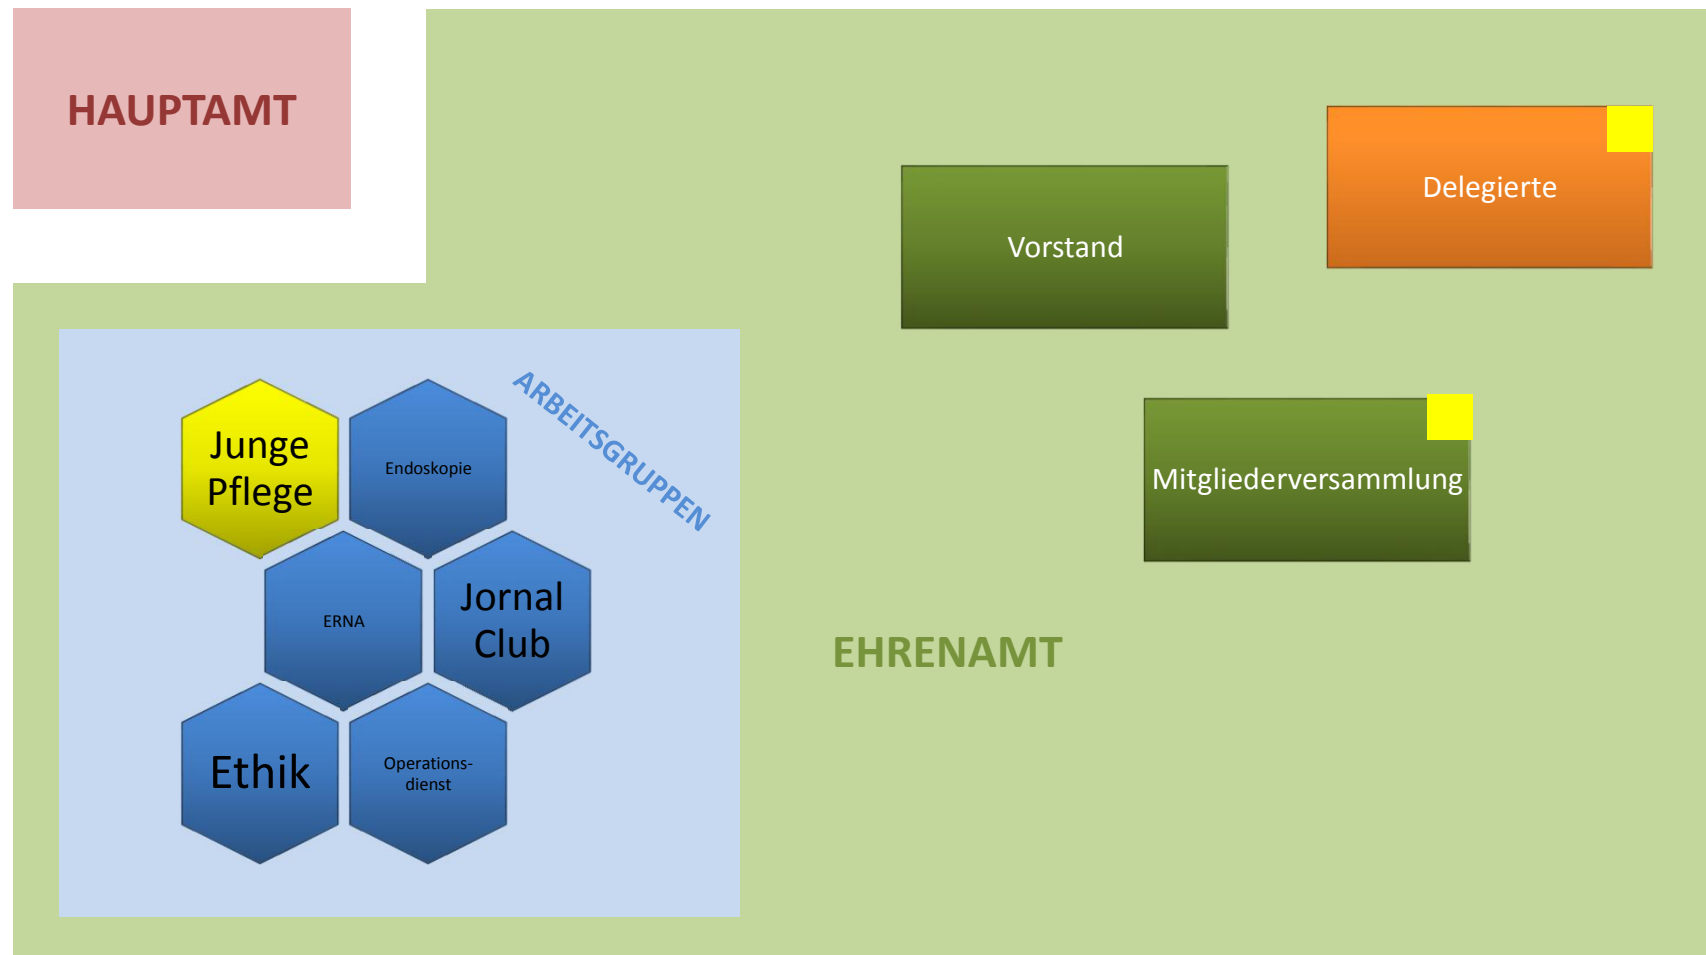 HAUPTAMT
Delegierte
Vorstand
ARBEITSGRUPPEN
Junge
Pflege
Endoskopie
Mitgliederversammlung
ERNA
Jornal
Club
EHRENAMT
Ethik
Operations-
dienst